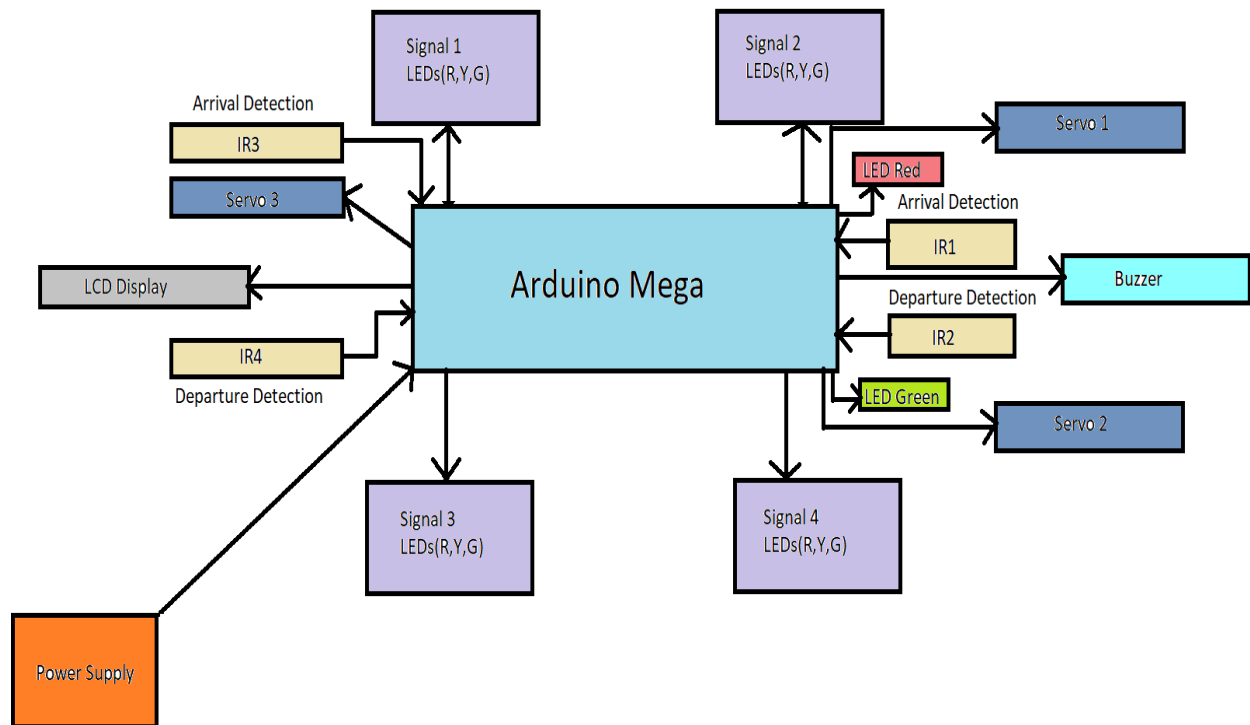 Signal 1
LEDs(R,Y,G)
Signal 2
LEDs(R,Y,G)
Arrival Detection
IR3
Servo 1
LED Red
Servo 3
Arrival Detection
IR1
Arduino Mega
LCD Display
Buzzer
Departure Detection
IR2
IR4
Departure Detection
LED Green
Servo 2
Signal 3
LEDs(R,Y,G)
Signal 4
LEDs(R,Y,G)
Power Supply